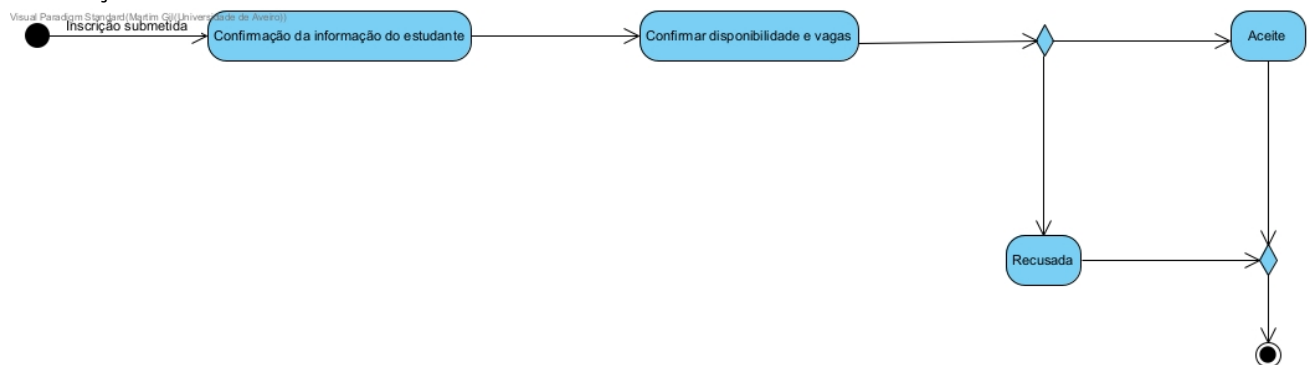 Visual Paradigm Standard(Martim Gil(Universidade de Aveiro))
Inscrição submetida
Confirmação da informação do estudante
Confirmar disponibilidade e vagas
Aceite
Recusada